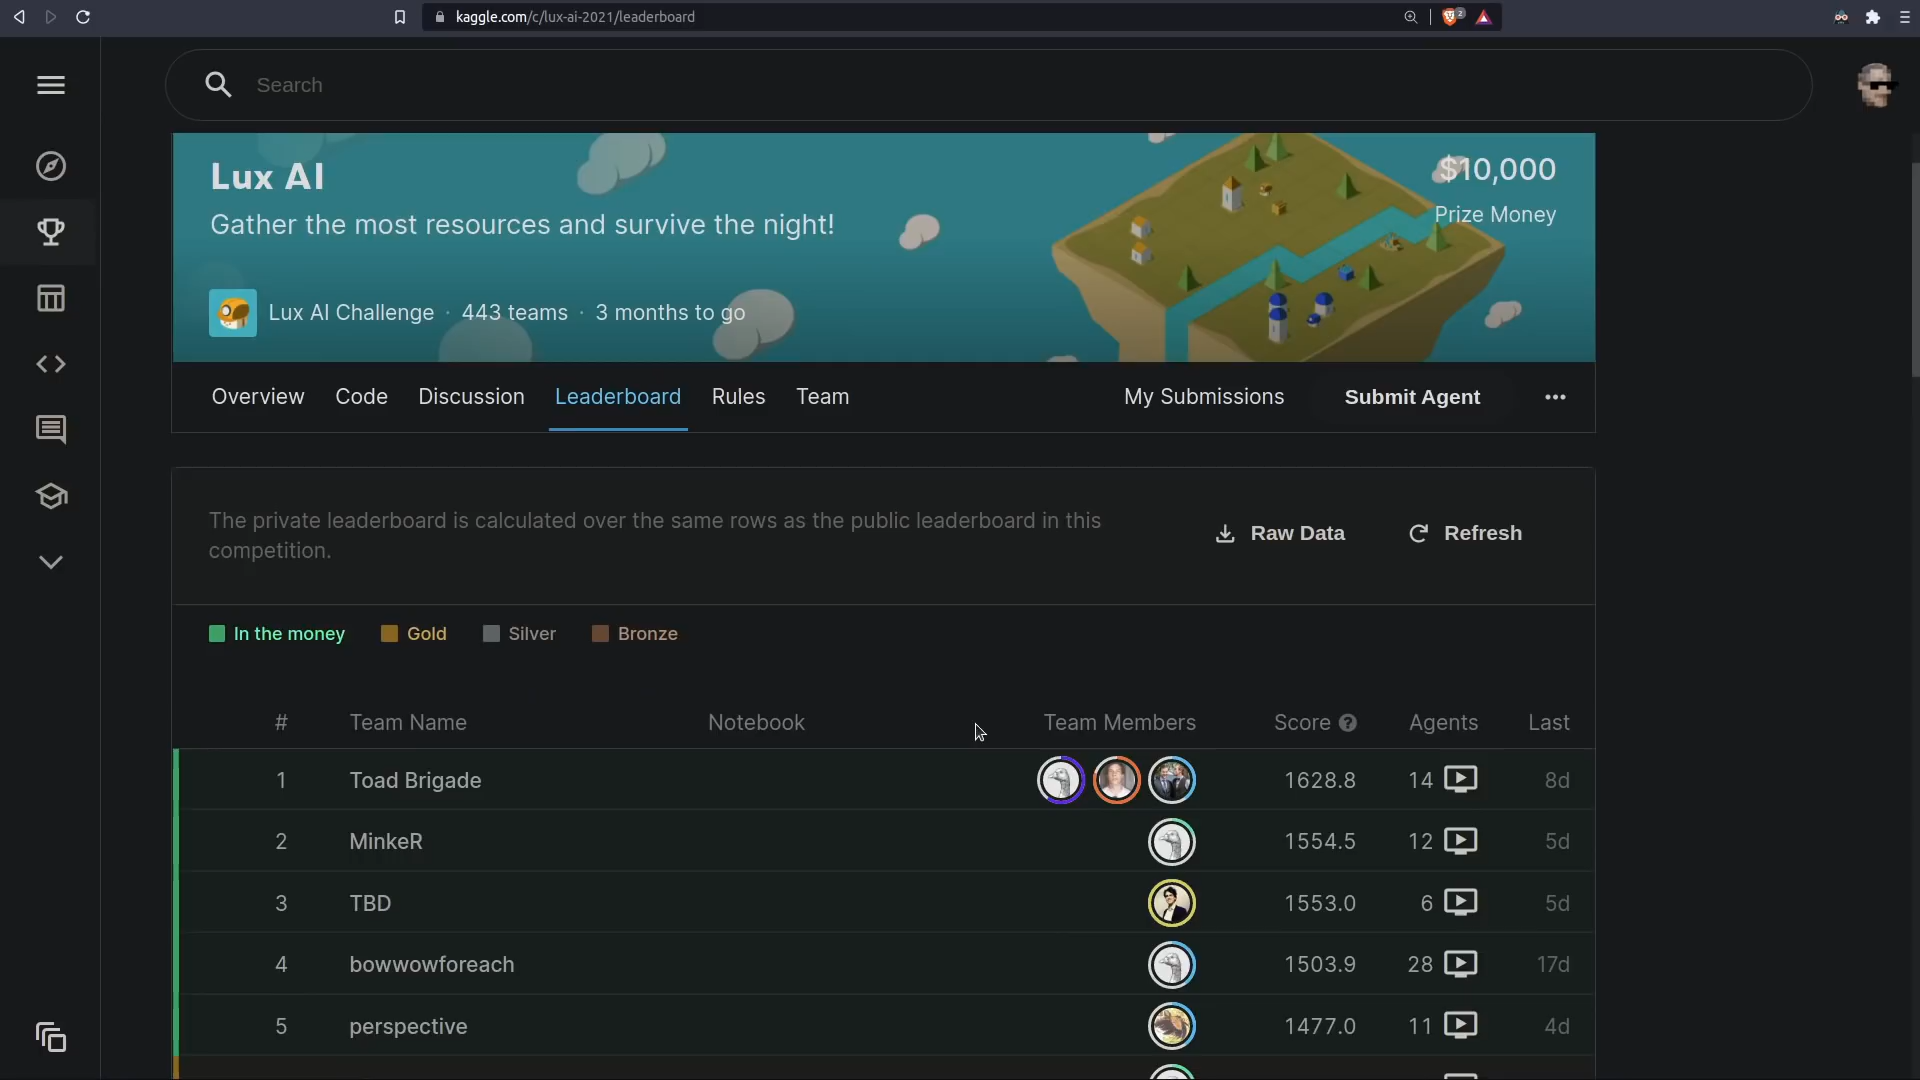 kaggle.com/c/lux-ai-2021/leaderboard
2
Search
Lux AI
$10,000
Gather the most resources and survive the night!
Prize Money
Lux AI Challenge · 443 teams · 3 months to go
Overview Code Discussion Leaderboard Rules Team My Submissions Submit Agent
The private leaderboard is calculated over the same rows as the public leaderboard in this
competition.
Raw Data Refresh
In the money Gold Silver Bronze
# Team Name Notebook Team Members Score ? Agents Last
1 Toad Brigade 1628.8 14 8d
2 MinkeR 1554.5 12 5d
3 TBD 1553.0 6 5d
4 bowwowforeach 1503.9 28 17d
5 perspective 1477.0 11 4d